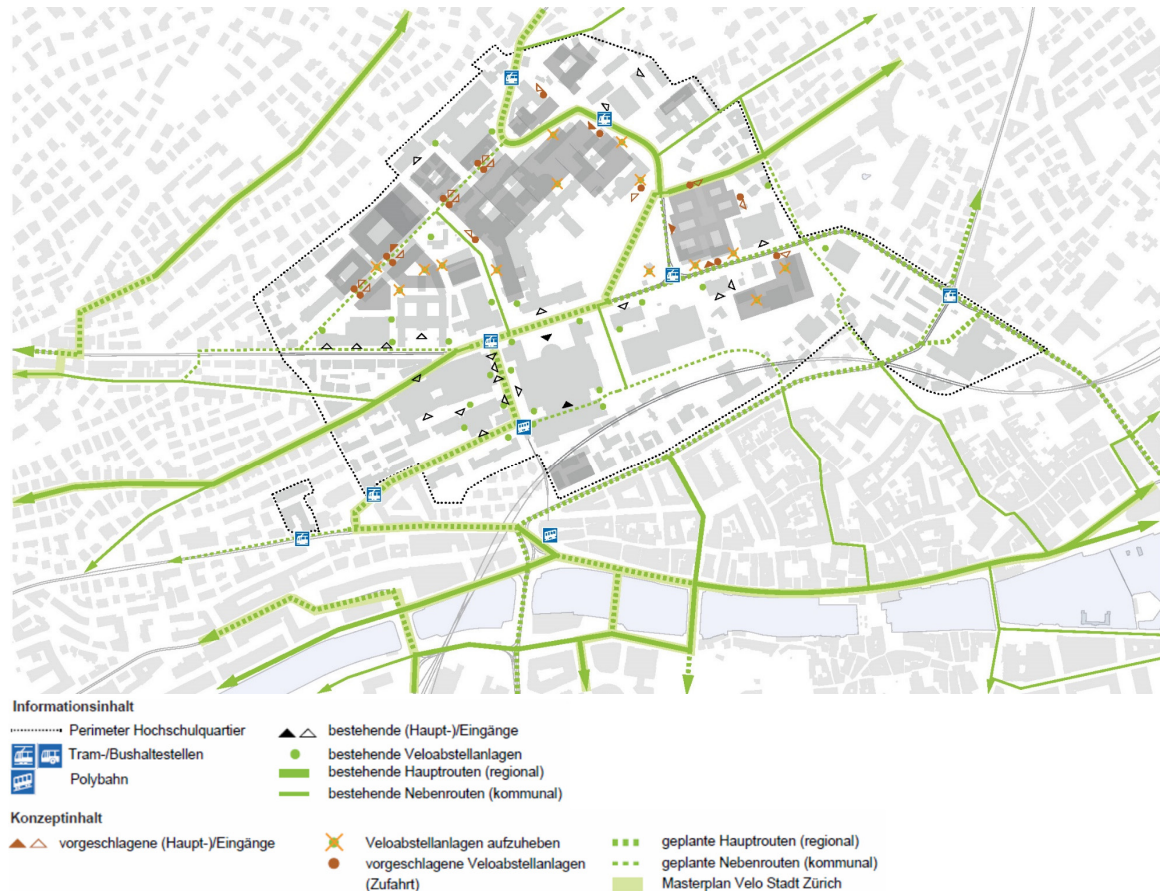 Informationsinhalt
Perimeter Hochschulquartier
Tram-/Bushaltestellen
Polybahn
bestehende (Haupt-)/Eingänge
bestehende Veloabstellanlagen
bestehende Hauptrouten (regional)
bestehende Nebenrouten (kommunal)
Konzeptinhalt
vorgeschlagene (Haupt-)/Eingänge
Veloabstellanlagen aufzuheben
vorgeschlagene Veloabstellanlagen
(Zufahrt)
geplante Hauptrouten (regional)
geplante Nebenrouten (kommunal)
Masterplan Velo Stadt Zürich